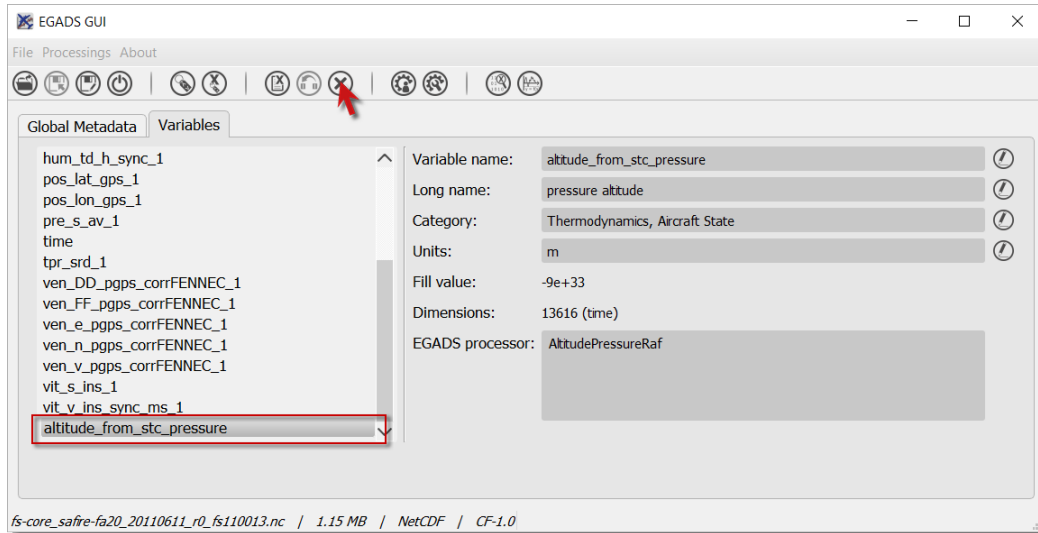 EGADS GUI
File Processings About
Global Metadata Variables
hum_td_h_sync_1
pos_lat_gps_1
pos_lon_gps_1
pre_s_av_1
time
tpr_srd_1
ven_DD_pgps_corrFENNEC_1
ven_FF_pgps_corrFENNEC_1
ven_e_pgps_corrFENNEC_1
ven_n_pgps_corrFENNEC_1
ven_v_pgps_corrFENNEC_1
vit_s_ins_1
vit_v_ins_sync_ms_1
altitude_from_stc_pressure
Variable name: altitude_from_stc_pressure
Long name: pressure altitude
Category: Thermodynamics, Aircraft State
Units: m
Fill value: -9e+33
Dimensions: 13616 (time)
EGADS processor: AltitudePressureRaf
fs-core_safire-fa20_20110611_r0_fs110013.nc | 1.15 MB | NetCDF | CF-1.0